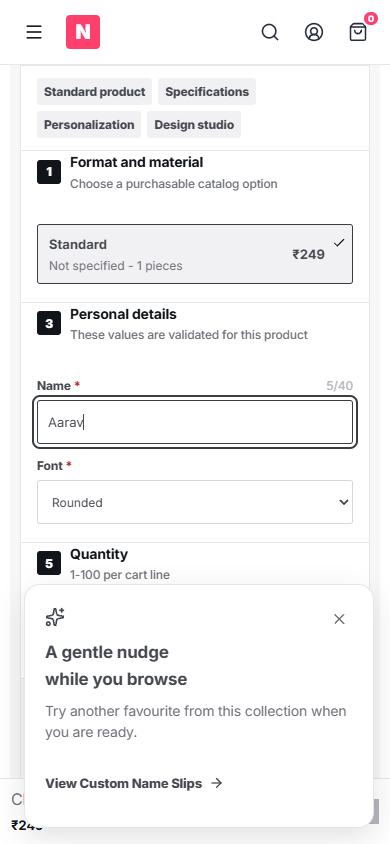 N
0
Standard product
Specifications
Personalization
Design studio
1
Format and material
Choose a purchasable catalog option
Standard
Not specified - 1 pieces
₹249
3
Personal details
These values are validated for this product
Name *
5/40
Aarav
Font *
Rounded
5
Quantity
1-100 per cart line
A gentle nudge
while you browse
Try another favourite from this collection when
you are ready.
View Custom Name Slips →
₹249